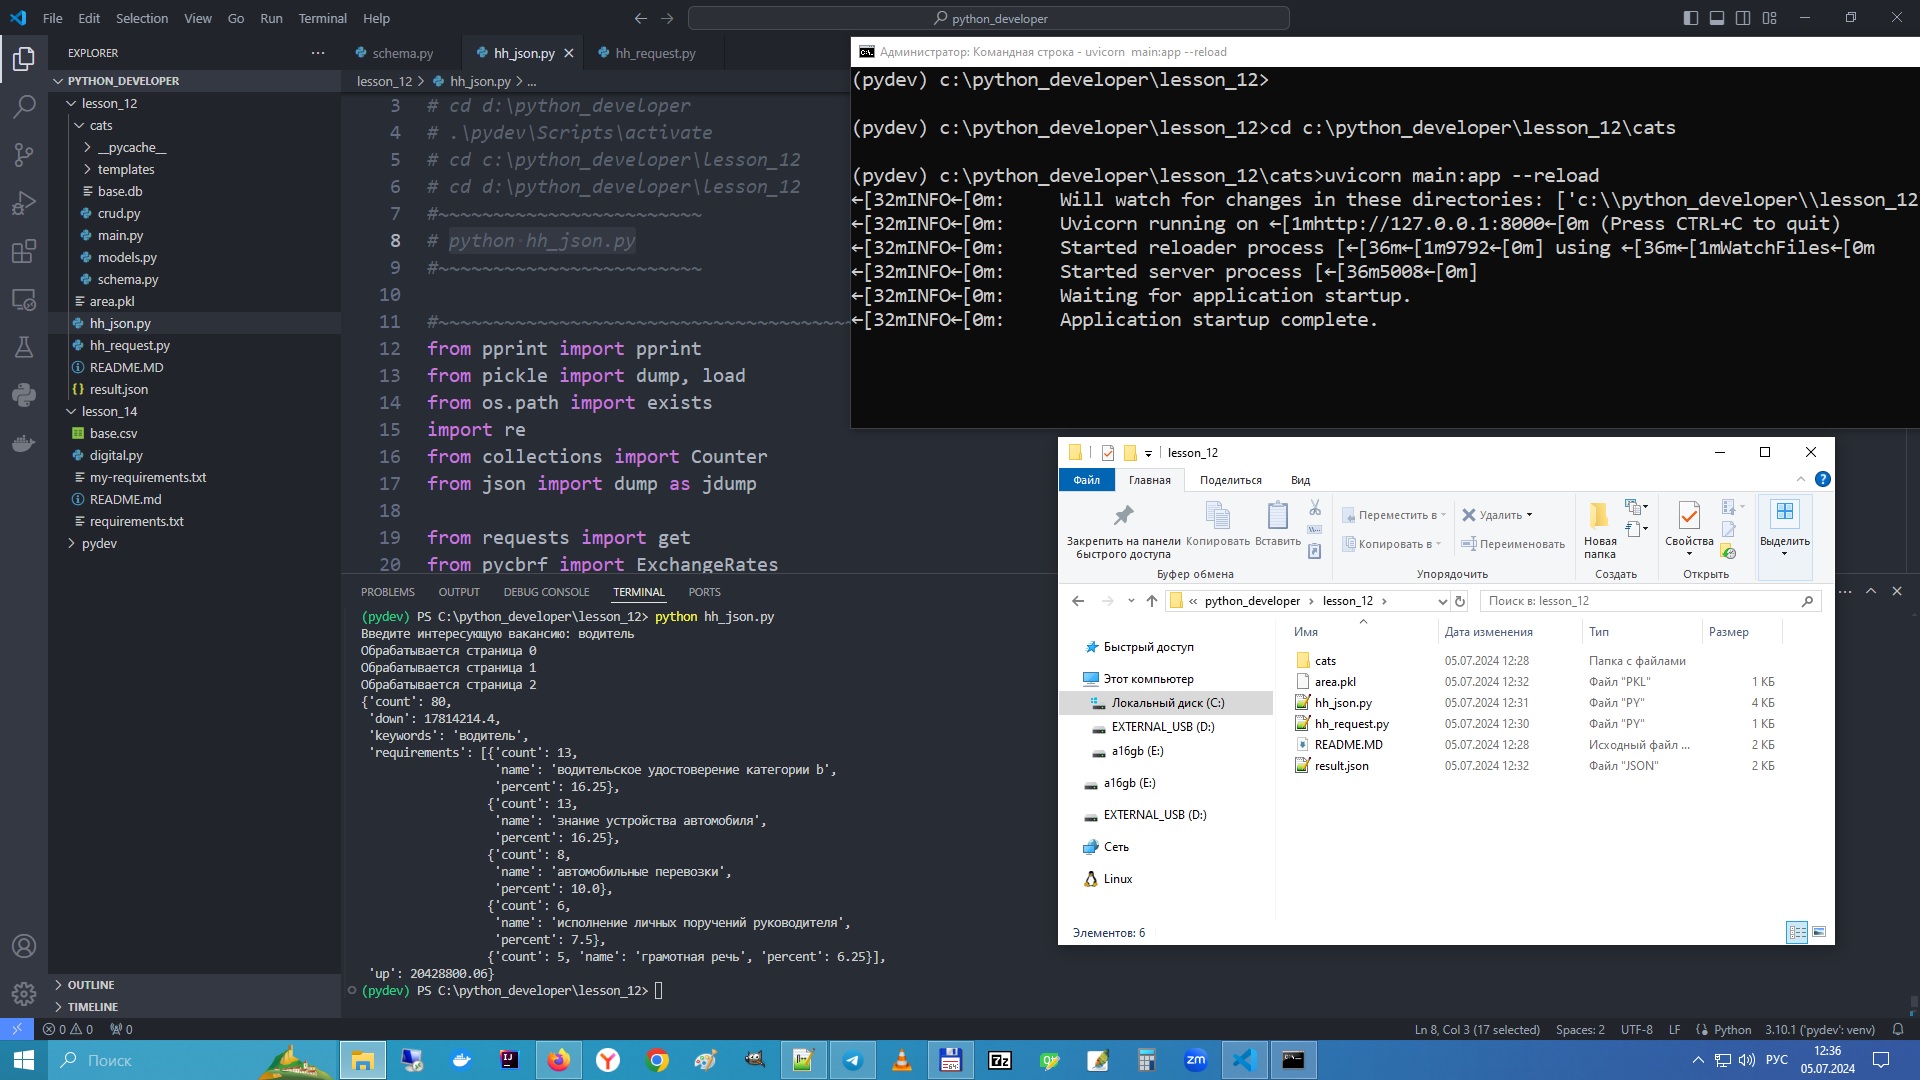 File Edit Selection View Go Run Terminal Help
python_developer
EXPLORER
PYTHON_DEVELOPER
lesson_12
cats
__pycache__
templates
base.db
crud.py
main.py
models.py
schema.py
area.pkl
hh_json.py
hh_request.py
README.MD
result.json
lesson_14
base.csv
digital.py
my-requirements.txt
README.md
requirements.txt
pydev
OUTLINE
TIMELINE
schema.py
hh_json.py
hh_request.py
lesson_12 > hh_json.py > ...
3 # cd d:\python_developer
4 # .\pydev\Scripts\activate
5 # cd c:\python_developer\lesson_12
6 # cd d:\python_developer\lesson_12
7 #~~~~~~~~~~~~~~~~~~~~~~~~
8 # python hh_json.py
9 #~~~~~~~~~~~~~~~~~~~~~~~~
10
11 #~~~~~~~~~~~~~~~~~~~~~~~~~~~~~~~~~~~~~~
12 from pprint import pprint
13 from pickle import dump, load
14 from os.path import exists
15 import re
16 from collections import Counter
17 from json import dump as jdump
18
19 from requests import get
20 from pycbrf import ExchangeRates
PROBLEMS OUTPUT DEBUG CONSOLE TERMINAL PORTS
(pydev) PS C:\python_developer\lesson_12> python hh_json.py
Введите интересующую вакансию: водитель
Обрабатывается страница 0
Обрабатывается страница 1
Обрабатывается страница 2
{'count': 80,
'down': 17814214.4,
'keywords': 'водитель',
'requirements': [{'count': 13,
'name': 'водительское удостоверение категории b',
'percent': 16.25},
{'count': 13,
'name': 'знание устройства автомобиля',
'percent': 16.25},
{'count': 8,
'name': 'автомобильные перевозки',
'percent': 10.0},
{'count': 6,
'name': 'исполнение личных поручений руководителя',
'percent': 7.5},
{'count': 5, 'name': 'грамотная речь', 'percent': 6.25}],
'up': 20428800.06}
(pydev) PS C:\python_developer\lesson_12>
Администратор: Командная строка - uvicorn main:app --reload
(pydev) c:\python_developer\lesson_12>
(pydev) c:\python_developer\lesson_12>cd c:\python_developer\lesson_12\cats
(pydev) c:\python_developer\lesson_12\cats>uvicorn main:app --reload
←[32mINFO←[0m: Will watch for changes in these directories: ['c:\\python_developer\\lesson_12
←[32mINFO←[0m: Uvicorn running on ←[1mhttp://127.0.0.1:8000←[0m (Press CTRL+C to quit)
←[32mINFO←[0m: Started reloader process [←[36m←[1m9792←[0m] using ←[36m←[1mWatchFiles←[0m
←[32mINFO←[0m: Started server process [←[36m5008←[0m]
←[32mINFO←[0m: Waiting for application startup.
←[32mINFO←[0m: Application startup complete.
lesson_12
Файл Главная Поделиться Вид
Закрепить на панели быстрого доступа
Копировать
Вставить
Буфер обмена
Переместить в
Копировать в
Удалить
Переименовать
Упорядочить
Новая папка
Создать
Свойства
Открыть
Выделить
« python_developer > lesson_12 >
Поиск в: lesson_12
Быстрый доступ
Этот компьютер
Локальный диск (C:)
EXTERNAL_USB (D:)
a16gb (E:)
a16gb (E:)
EXTERNAL_USB (D:)
Сеть
Linux
Имя Дата изменения Тип Размер
cats 05.07.2024 12:28 Папка с файлами
area.pkl 05.07.2024 12:32 Файл "PKL" 1 КБ
hh_json.py 05.07.2024 12:31 Файл "PY" 4 КБ
hh_request.py 05.07.2024 12:30 Файл "PY" 1 КБ
README.MD 05.07.2024 12:28 Исходный файл ... 2 КБ
result.json 05.07.2024 12:32 Файл "JSON" 2 КБ
Элементов: 6
0 0 0
Ln 8, Col 3 (17 selected) Spaces: 2 UTF-8 LF Python 3.10.1 ('pydev': venv)
Поиск
IJ
7z
zm
РУС
12:36
05.07.2024